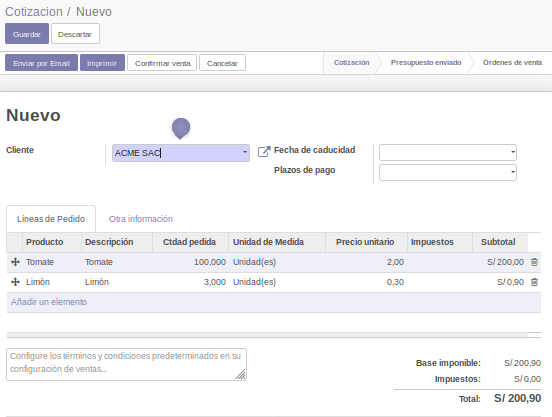 Cotizacion / Nuevo
Guardar Descartar
Enviar por Email Imprimir Confirmar venta Cancelar Cotización Presupuesto enviado Órdenes de venta
Nuevo
Cliente ACME SAC Fecha de caducidad
Plazos de pago
Líneas de Pedido Otra información
Producto Descripción Ctdad pedida Unidad de Medida Precio unitario Impuestos Subtotal
Tomate Tomate 100,000 Unidad(es) 2,00 S/ 200,00
Limón Limón 3,000 Unidad(es) 0,30 S/ 0,90
Añadir un elemento
Configure los términos y condiciones predeterminados en su
configuración de ventas...
Base imponible: S/ 200,90
Impuestos: S/ 0,00
Total: S/ 200,90